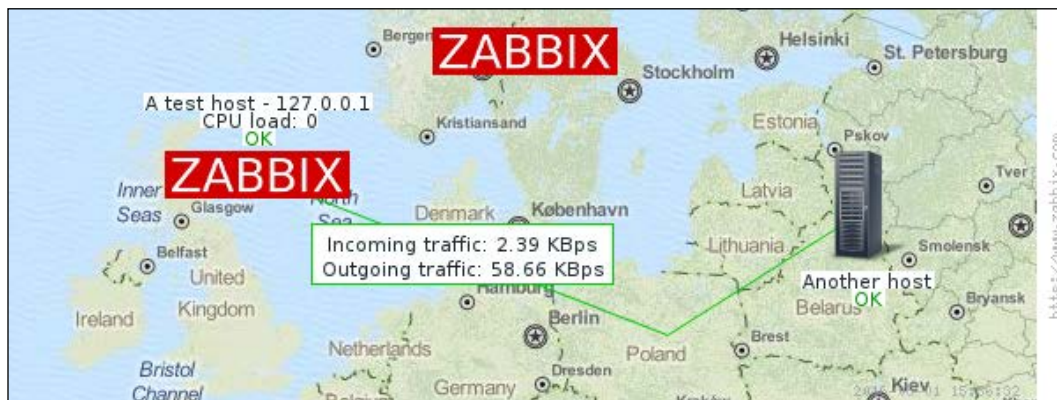 Bergen
ZABBIX
Helsinki
St. Petersburg
Stockholm
A test host - 127.0.0.1
CPU load: 0
OK
Kristiansand
Estonia
Pskov
ZABBIX
Tver
Inner
Seas
Glasgow
North
Sea
Denmark
København
Latvia
Lithuania
Smolensk
Belfast
United
Kingdom
Incoming traffic: 2.39 KBps
Outgoing traffic: 58.66 KBps
Another host
OK
Belarus
Bryansk
Hamburg
Ireland
Berlin
Netherlands
Poland
Brest
Bristol
Channel
Dresden
Germany
Belgium
Kraków
Kiev
http://www.zabbix.com